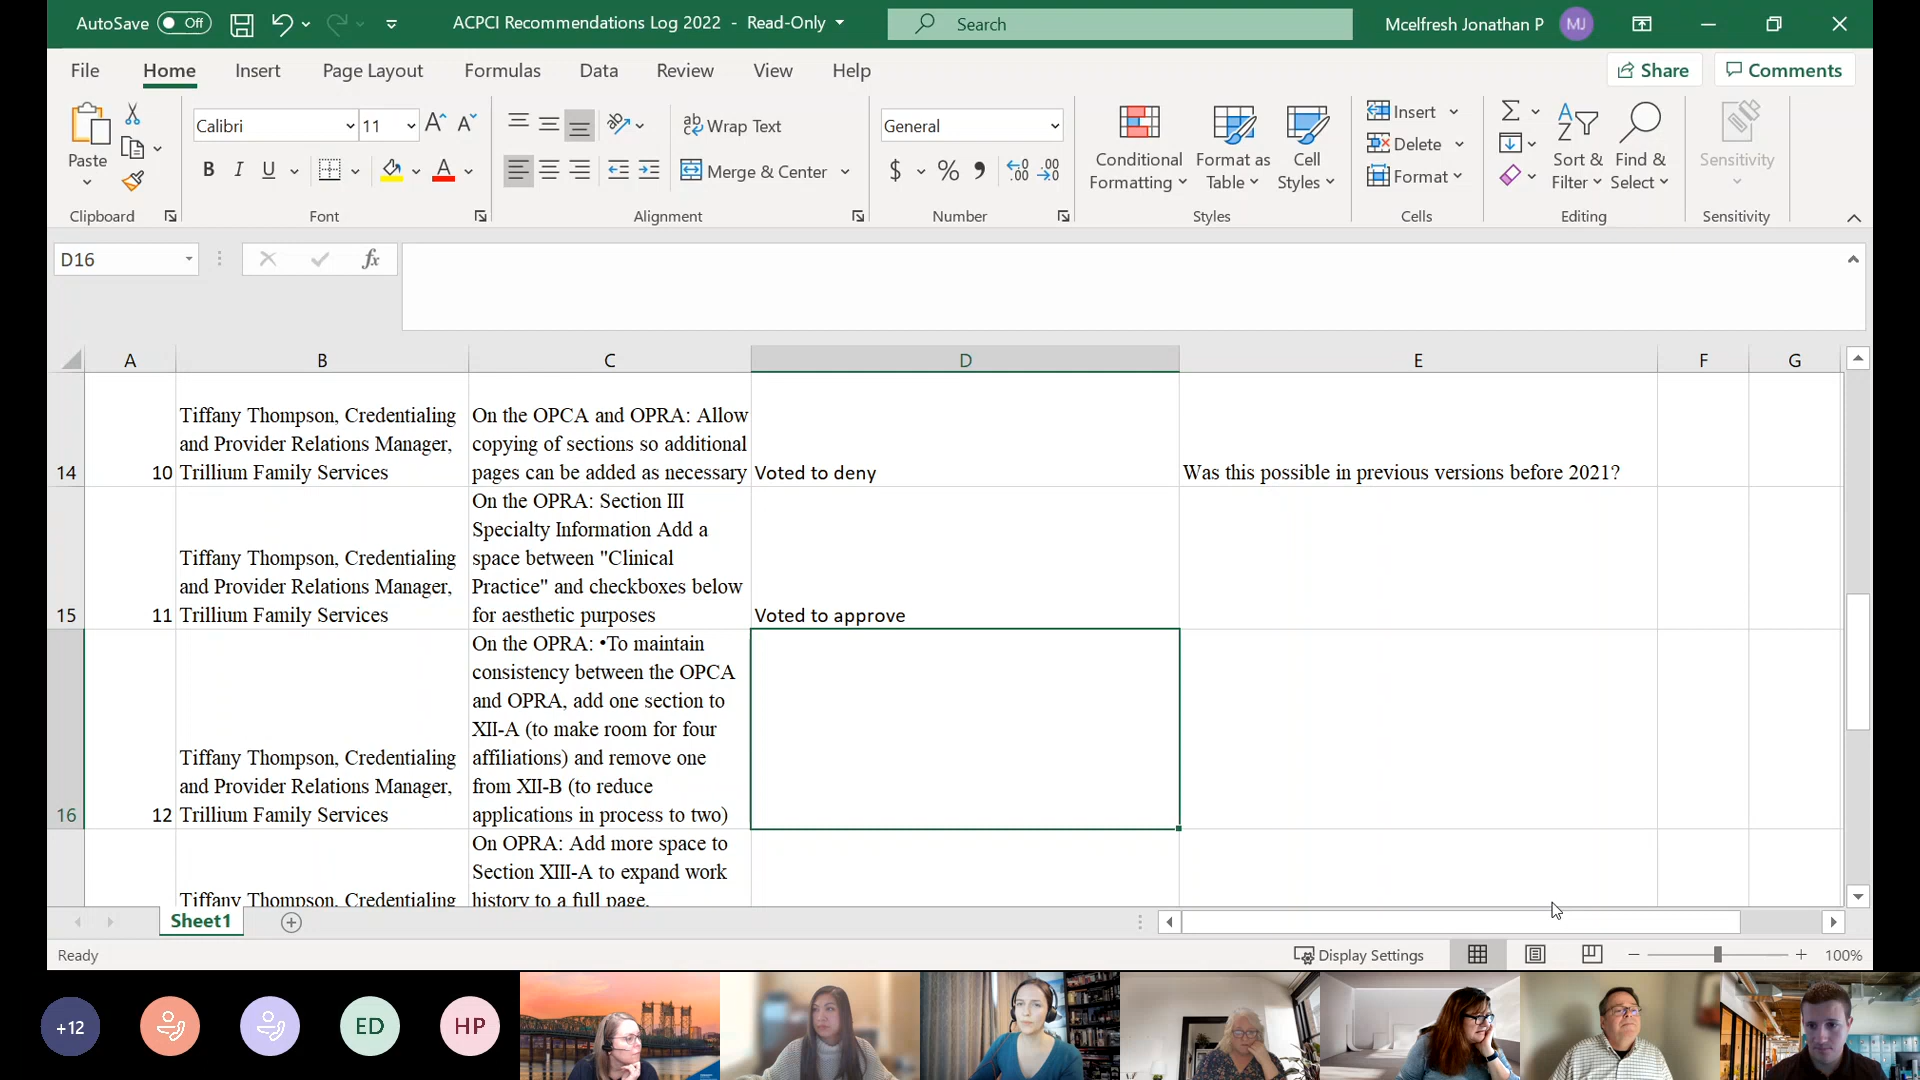 AutoSave Off ACPCI Recommendations Log 2022 - Read-Only Search Mcelfresh Jonathan P MJ
File Home Insert Page Layout Formulas Data Review View Help Share Comments
Paste
Clipboard
Calibri 11
B I U
Font
Wrap Text
Merge & Center
Alignment
General
$ % 9
Number
Conditional Formatting
Format as Table
Cell Styles
Styles
Insert
Delete
Format
Cells
Sort & Filter
Find & Select
Editing
Sensitivity
Sensitivity
D16 fx
A B C D E F G
14
10
Tiffany Thompson, Credentialing
and Provider Relations Manager,
Trillium Family Services
On the OPCA and OPRA: Allow
copying of sections so additional
pages can be added as necessary
Voted to deny
Was this possible in previous versions before 2021?
15
11
Tiffany Thompson, Credentialing
and Provider Relations Manager,
Trillium Family Services
On the OPRA: Section III
Specialty Information Add a
space between "Clinical
Practice" and checkboxes below
for aesthetic purposes
Voted to approve
16
12
Tiffany Thompson, Credentialing
and Provider Relations Manager,
Trillium Family Services
On the OPRA: •To maintain
consistency between the OPCA
and OPRA, add one section to
XII-A (to make room for four
affiliations) and remove one
from XII-B (to reduce
applications in process to two)
Tiffany Thompson, Credentialing
On OPRA: Add more space to
Section XIII-A to expand work
history to a full page.
Sheet1
Ready Display Settings 100%
+12 ED HP